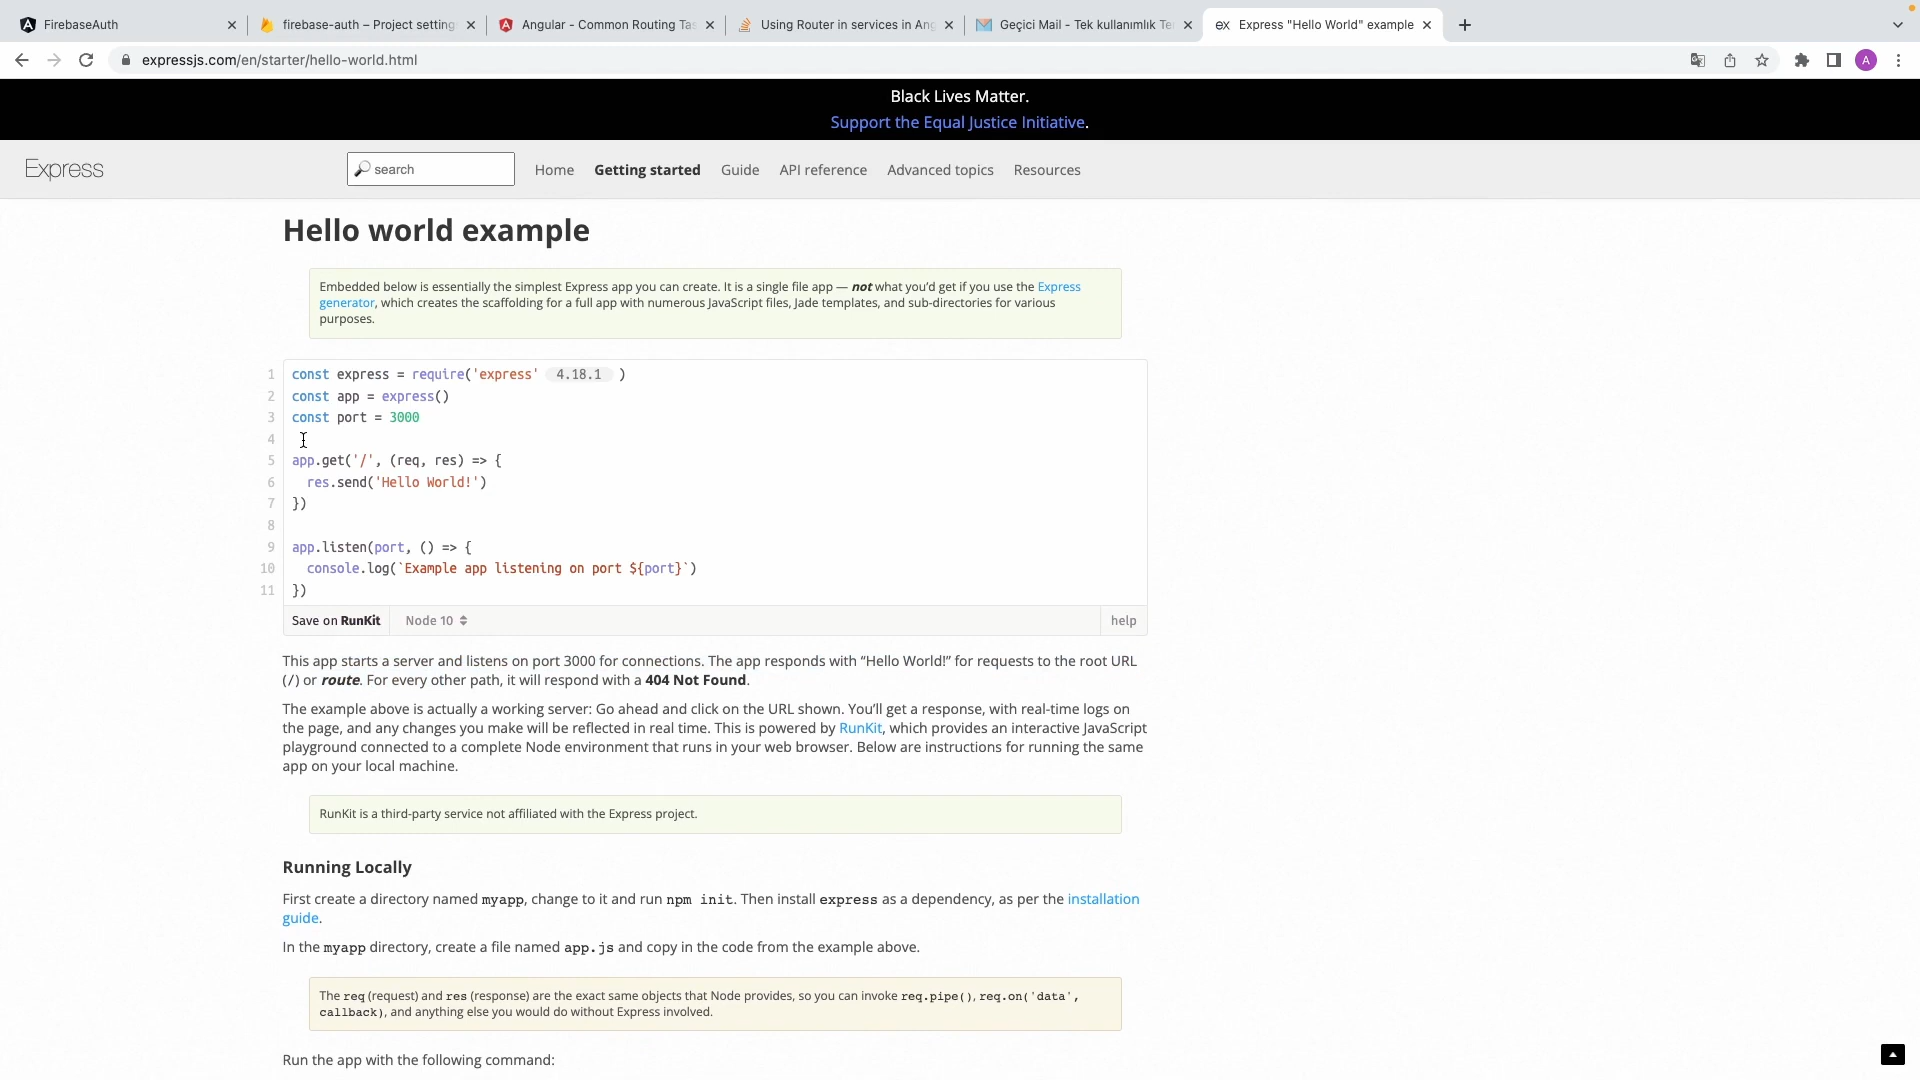 FirebaseAuth
firebase-auth – Project setting
Angular - Common Routing Tas
Using Router in services in Ang
Geçici Mail - Tek kullanımlık Te
Express "Hello World" example
expressjs.com/en/starter/hello-world.html
A
Black Lives Matter.
Support the Equal Justice Initiative.
Express
search
Home
Getting started
Guide
API reference
Advanced topics
Resources
Hello world example
Embedded below is essentially the simplest Express app you can create. It is a single file app — not what you’d get if you use the Express
generator, which creates the scaffolding for a full app with numerous JavaScript files, Jade templates, and sub-directories for various
purposes.
1 const express = require('express' 4.18.1 )
2 const app = express()
3 const port = 3000
4
5 app.get('/', (req, res) => {
6 res.send('Hello World!')
7 })
8
9 app.listen(port, () => {
10 console.log(`Example app listening on port ${port}`)
11 })
Save on RunKit
Node 10
help
This app starts a server and listens on port 3000 for connections. The app responds with “Hello World!” for requests to the root URL
(/) or route. For every other path, it will respond with a 404 Not Found.
The example above is actually a working server: Go ahead and click on the URL shown. You’ll get a response, with real-time logs on
the page, and any changes you make will be reflected in real time. This is powered by RunKit, which provides an interactive JavaScript
playground connected to a complete Node environment that runs in your web browser. Below are instructions for running the same
app on your local machine.
RunKit is a third-party service not affiliated with the Express project.
Running Locally
First create a directory named myapp, change to it and run npm init. Then install express as a dependency, as per the installation
guide.
In the myapp directory, create a file named app.js and copy in the code from the example above.
The req (request) and res (response) are the exact same objects that Node provides, so you can invoke req.pipe(), req.on('data',
callback), and anything else you would do without Express involved.
Run the app with the following command: